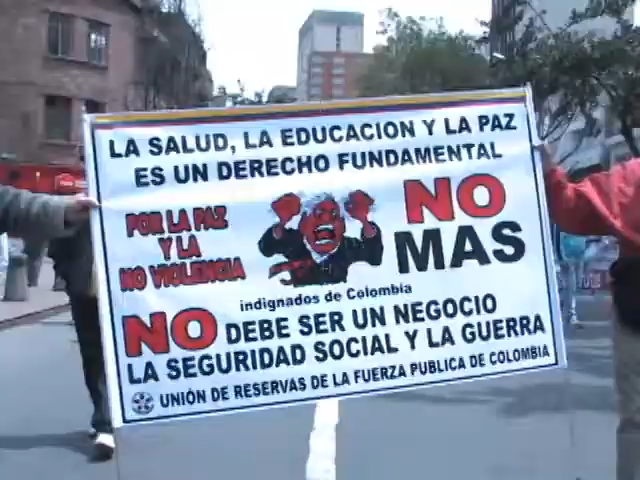 LA SALUD, LA EDUCACION Y LA PAZ
ES UN DERECHO FUNDAMENTAL
POR LA PAZ
Y LA
NO VIOLENCIA
NO
MAS
indignados de Colombia
NO DEBE SER UN NEGOCIO
LA SEGURIDAD SOCIAL Y LA GUERRA
UNIÓN DE RESERVAS DE LA FUERZA PUBLICA DE COLOMBIA